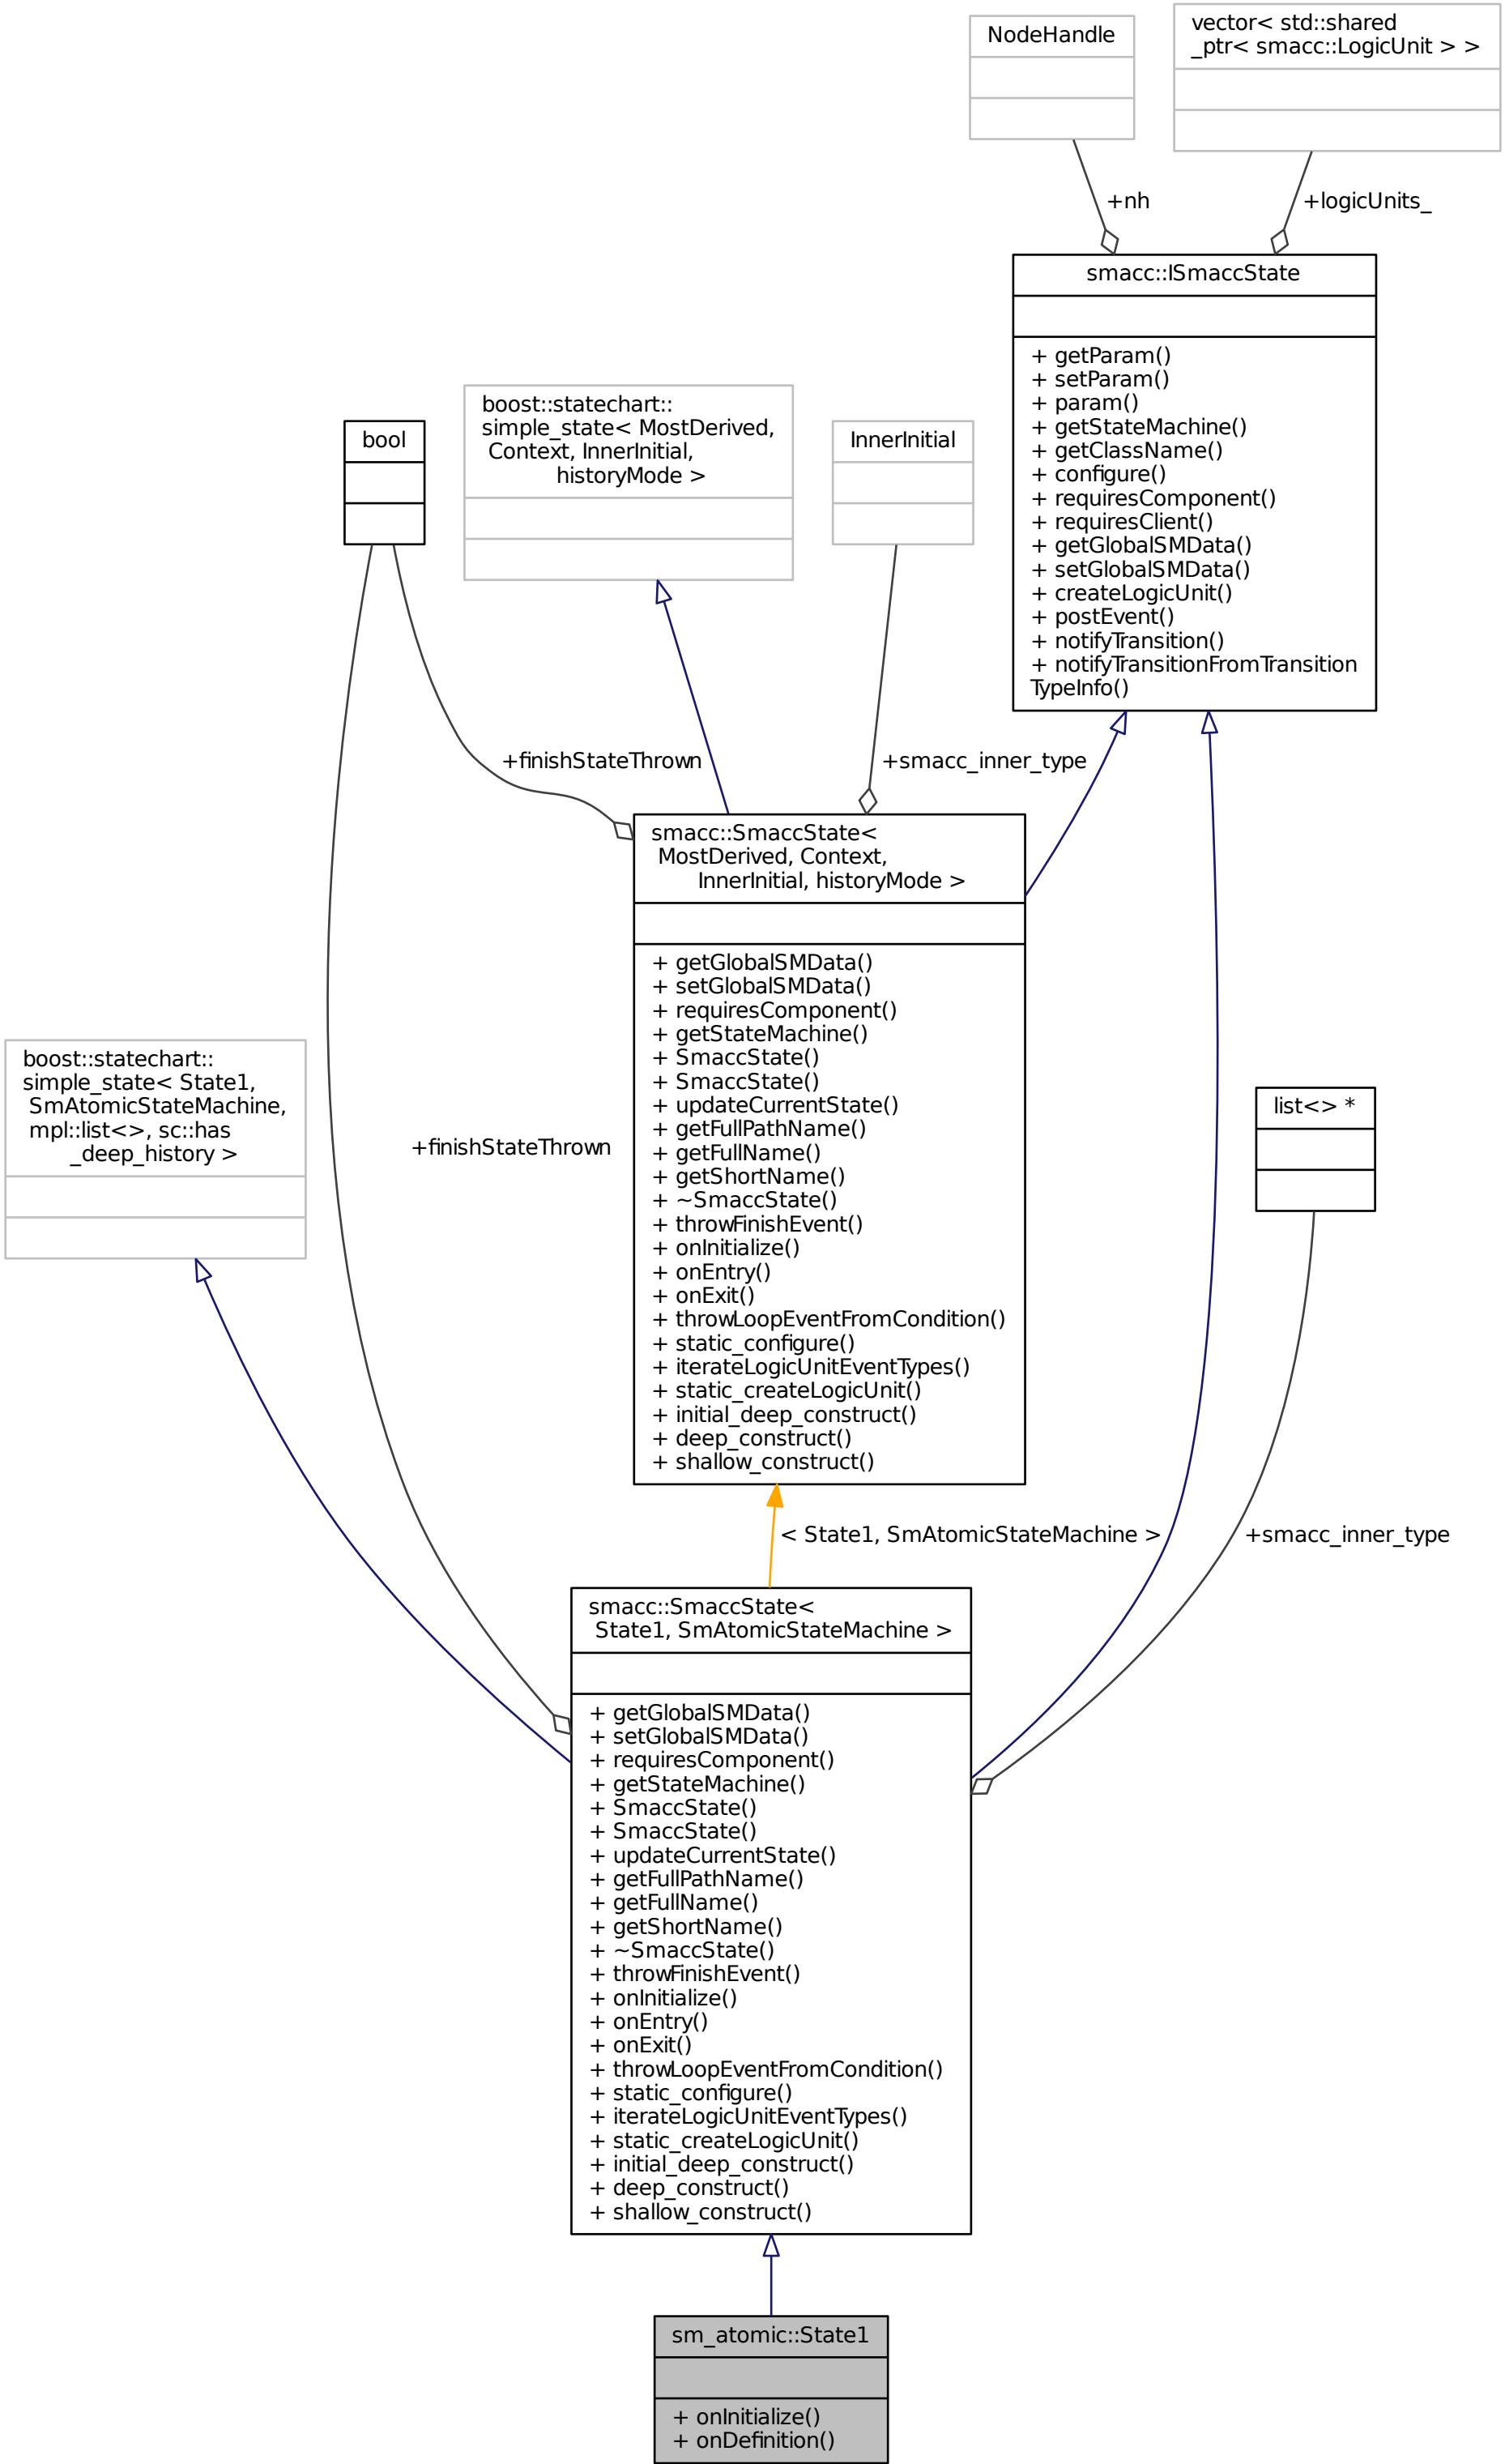 NodeHandle
vector< std::shared
_ptr< smacc::LogicUnit > >
+nh
+logicUnits_
smacc::ISmaccState
+ getParam()
+ setParam()
+ param()
+ getStateMachine()
+ getClassName()
+ configure()
+ requiresComponent()
+ requiresClient()
+ getGlobalSMData()
+ setGlobalSMData()
+ createLogicUnit()
+ postEvent()
+ notifyTransition()
+ notifyTransitionFromTransition
TypeInfo()
bool
boost::statechart::
simple_state< MostDerived,
Context, InnerInitial,
historyMode >
InnerInitial
+finishStateThrown
+smacc_inner_type
smacc::SmaccState<
MostDerived, Context,
InnerInitial, historyMode >
+ getGlobalSMData()
+ setGlobalSMData()
+ requiresComponent()
+ getStateMachine()
+ SmaccState()
+ SmaccState()
+ updateCurrentState()
+ getFullPathName()
+ getFullName()
+ getShortName()
+ ~SmaccState()
+ throwFinishEvent()
+ onInitialize()
+ onEntry()
+ onExit()
+ throwLoopEventFromCondition()
+ static_configure()
+ iterateLogicUnitEventTypes()
+ static_createLogicUnit()
+ initial_deep_construct()
+ deep_construct()
+ shallow_construct()
boost::statechart::
simple_state< State1,
SmAtomicStateMachine,
mpl::list<>, sc::has
_deep_history >
+finishStateThrown
list<> *
< State1, SmAtomicStateMachine >
+smacc_inner_type
smacc::SmaccState<
State1, SmAtomicStateMachine >
+ getGlobalSMData()
+ setGlobalSMData()
+ requiresComponent()
+ getStateMachine()
+ SmaccState()
+ SmaccState()
+ updateCurrentState()
+ getFullPathName()
+ getFullName()
+ getShortName()
+ ~SmaccState()
+ throwFinishEvent()
+ onInitialize()
+ onEntry()
+ onExit()
+ throwLoopEventFromCondition()
+ static_configure()
+ iterateLogicUnitEventTypes()
+ static_createLogicUnit()
+ initial_deep_construct()
+ deep_construct()
+ shallow_construct()
sm_atomic::State1
+ onInitialize()
+ onDefinition()